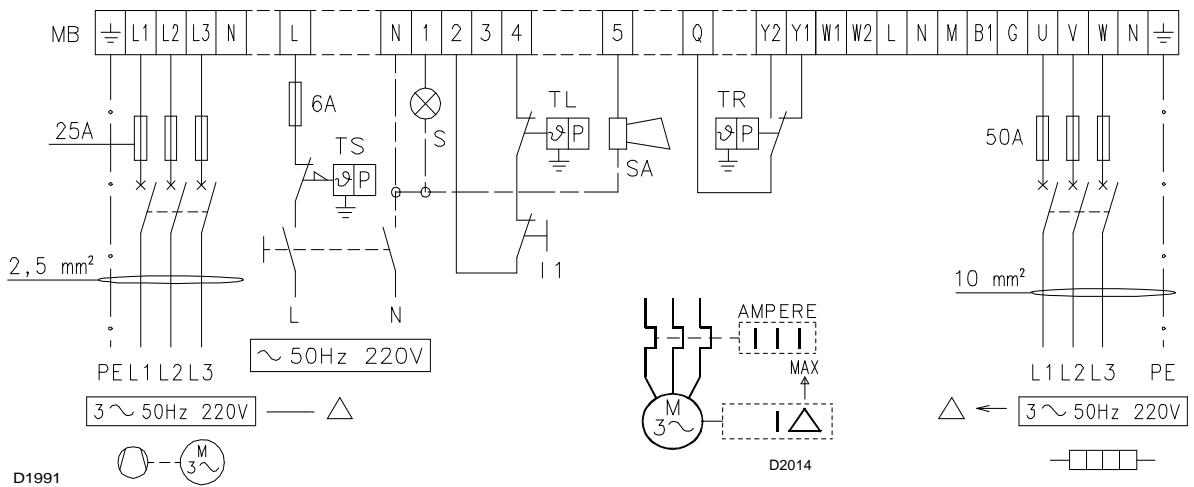 MB L1 L2 L3 N L N 1 2 3 4 5 Q Y2 Y1 W1 W2 L N M B1 G U V W N
6A
25A
S
TS
ϑ P
TL
ϑ P
SA
TR
ϑ P
50A
2,5 mm²
I1
10 mm²
L N
~ 50Hz 220V
AMPERE
I I I
MAX
PE L1 L2 L3
L1 L2 L3 PE
3~ 50Hz 220V
△
M
3~
I △
△
3~ 50Hz 220V
M
3~
D1991
D2014